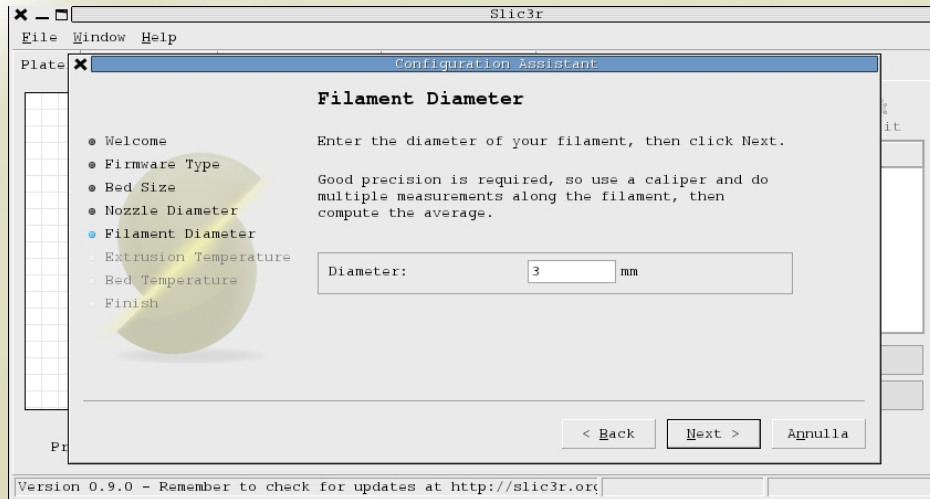 Slic3r
File Window Help
Plate
Configuration Assistant
Filament Diameter
Welcome
Firmware Type
Bed Size
Nozzle Diameter
Filament Diameter
Extrusion Temperature
Bed Temperature
Finish
Enter the diameter of your filament, then click Next.
Good precision is required, so use a caliper and do
multiple measurements along the filament, then
compute the average.
Diameter: 3 mm
< Back Next > Annulla
it
Pr
Version 0.9.0 - Remember to check for updates at http://slic3r.org